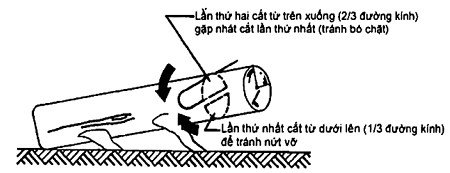 Lần thứ hai cắt từ trên xuống (2/3 đường kính)
gặp nhát cắt lần thứ nhất (tránh bó chặt)
Lần thứ nhất cắt từ dưới lên (1/3 đường kính)
để tránh nứt vỡ